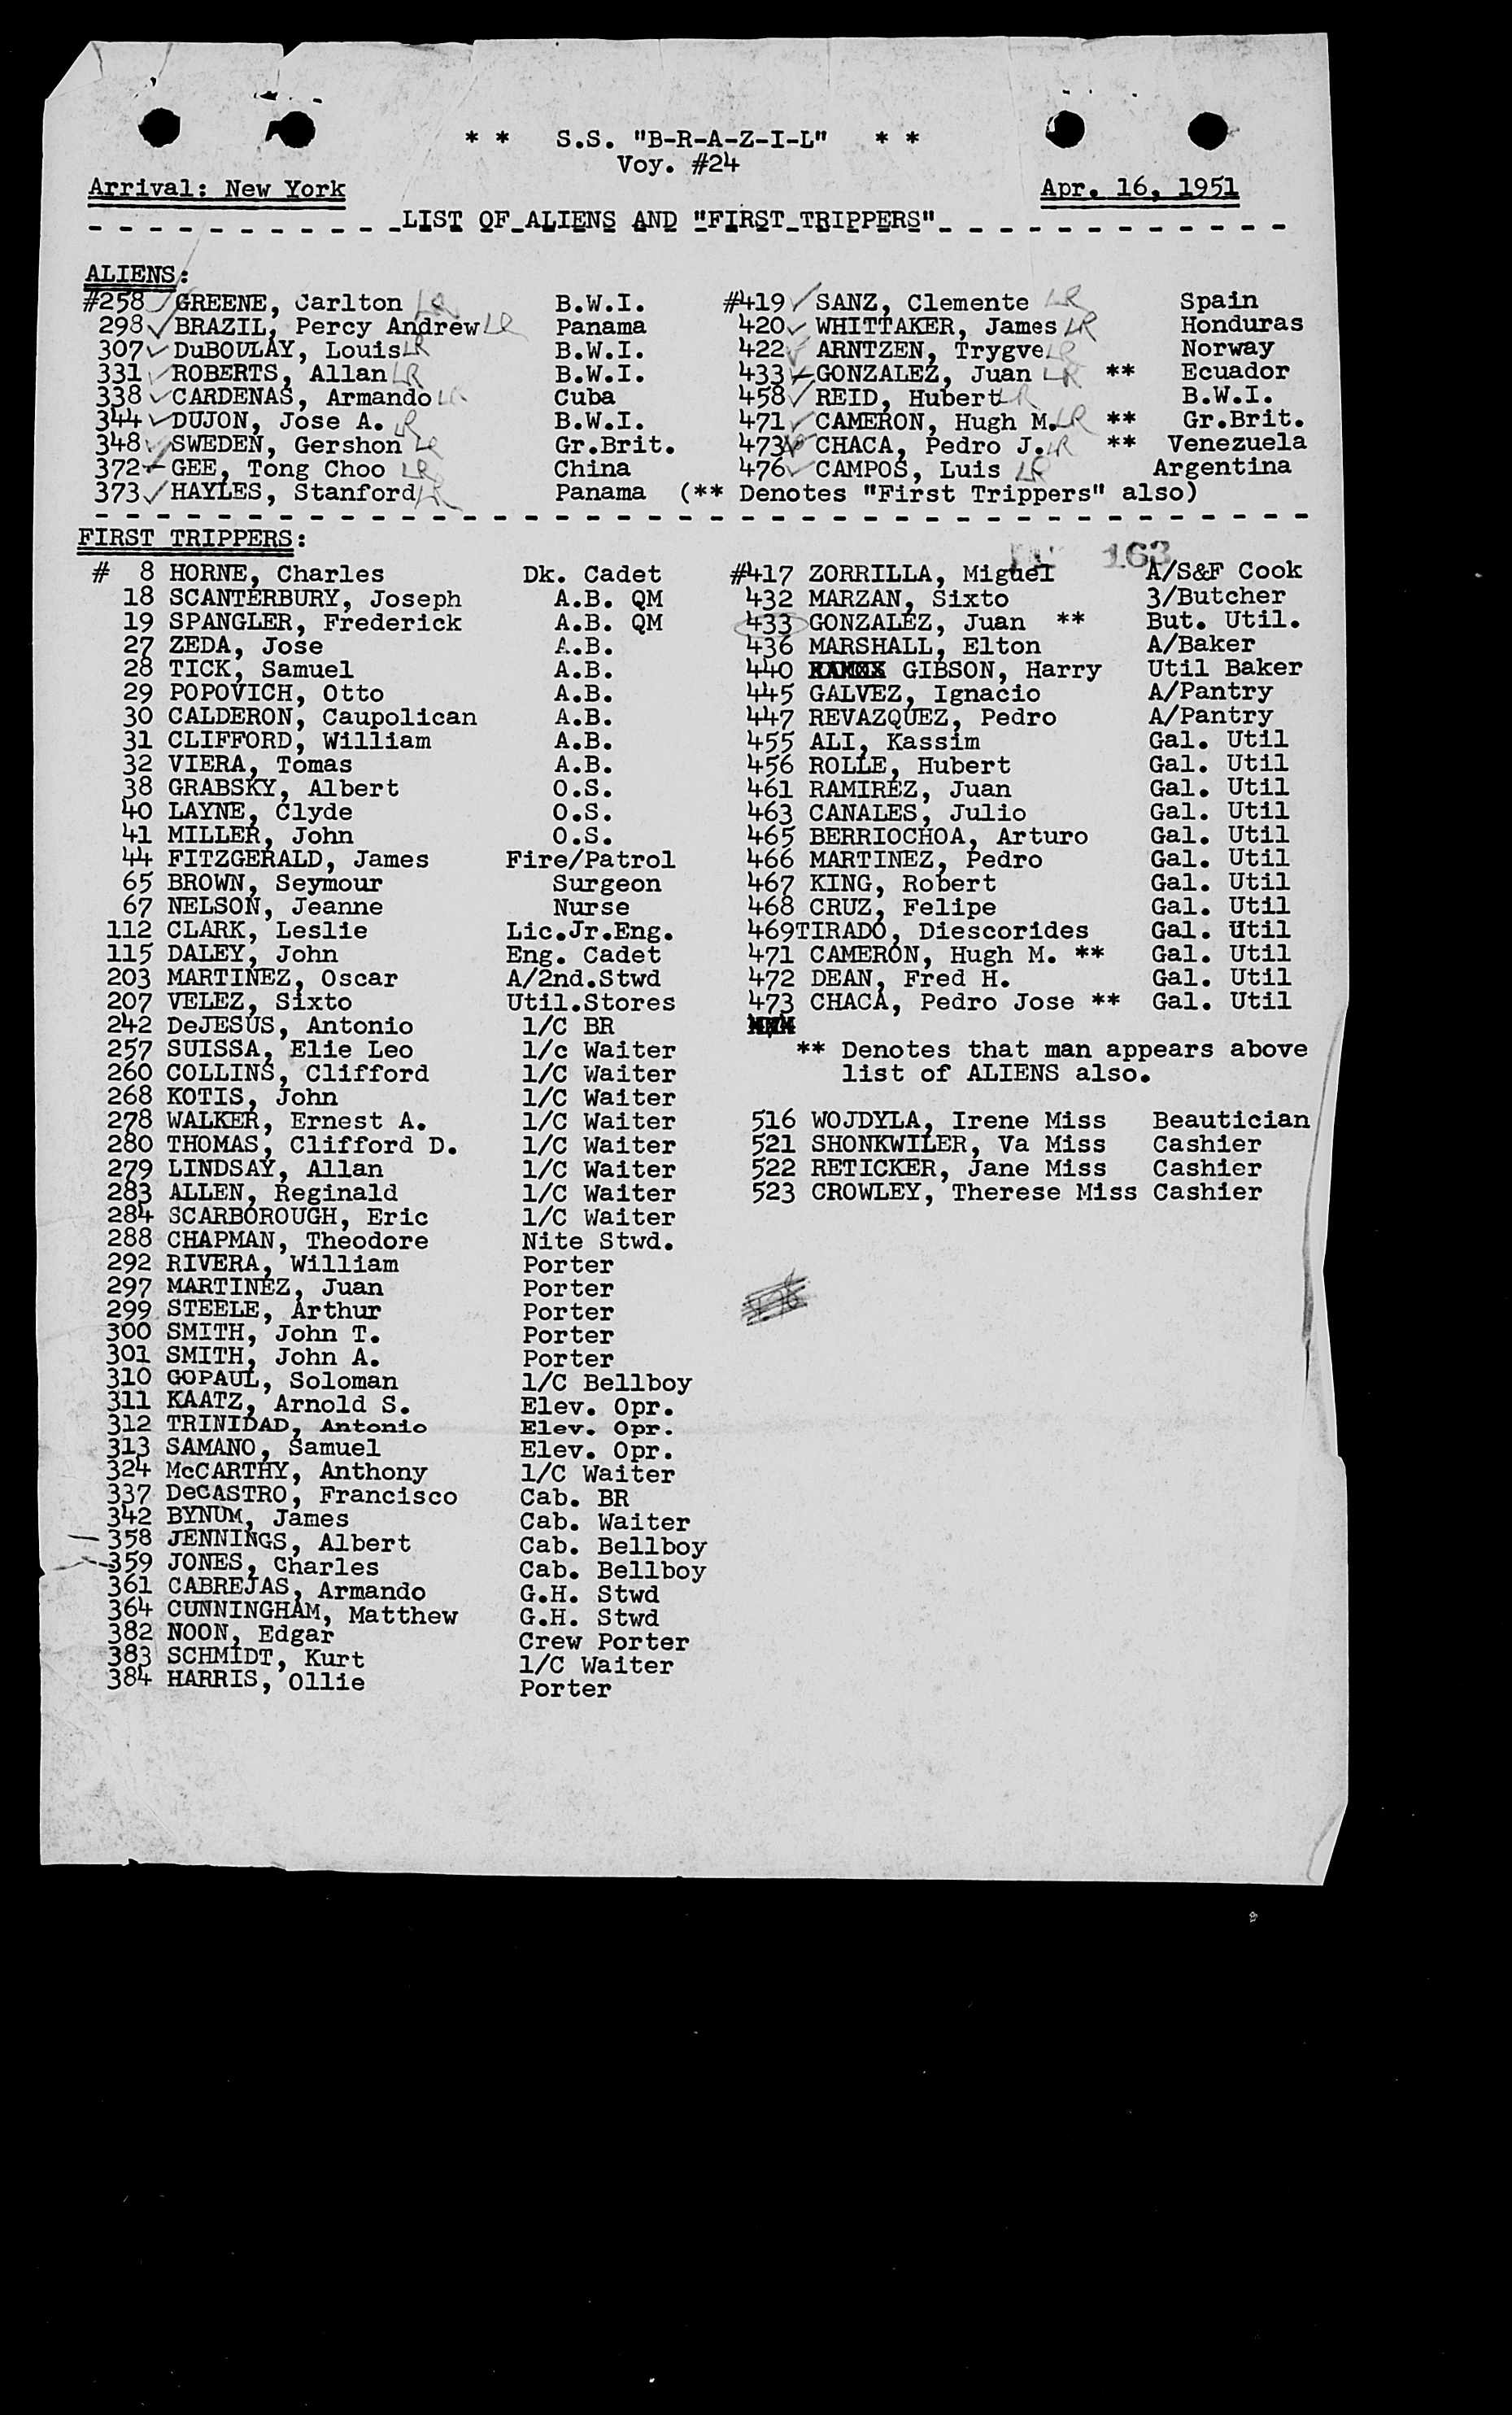 * * S.S. "B-R-A-Z-I-L" * *
Voy. #24
Arrival: New York
Apr. 16, 1951
LIST OF ALIENS AND "FIRST TRIPPERS"
ALIENS:
#258 GREENE, Carlton LR B.W.I.
298 BRAZIL, Percy Andrew LR Panama
307 DuBOULAY, Louis LR B.W.I.
331 ROBERTS, Allan LR B.W.I.
338 CARDENAS, Armando LR Cuba
344 DUJON, Jose A. LR B.W.I.
348 SWEDEN, Gershon LR Gr.Brit.
372 GEE, Tong Choo LR China
373 HAYLES, Stanford LR Panama
#419 SANZ, Clemente LR Spain
420 WHITTAKER, James LR Honduras
422 ARNTZEN, Trygve LR Norway
433 GONZALEZ, Juan LR ** Ecuador
458 REID, Hubert LR B.W.I.
471 CAMERON, Hugh M. LR ** Gr.Brit.
473 CHACA, Pedro J. LR ** Venezuela
476 CAMPOS, Luis LR Argentina
(** Denotes "First Trippers" also)
FIRST TRIPPERS:
163
# 8 HORNE, Charles Dk. Cadet
18 SCANTERBURY, Joseph A.B. QM
19 SPANGLER, Frederick A.B. QM
27 ZEDA, Jose A.B.
28 TICK, Samuel A.B.
29 POPOVICH, Otto A.B.
30 CALDERON, Caupolican A.B.
31 CLIFFORD, William A.B.
32 VIERA, Tomas A.B.
38 GRABSKY, Albert O.S.
40 LAYNE, Clyde O.S.
41 MILLER, John O.S.
44 FITZGERALD, James Fire/Patrol
65 BROWN, Seymour Surgeon
67 NELSON, Jeanne Nurse
112 CLARK, Leslie Lic.Jr.Eng.
115 DALEY, John Eng. Cadet
203 MARTINEZ, Oscar A/2nd.Stwd
207 VELEZ, Sixto Util.Stores
242 DeJESUS, Antonio 1/C BR
257 SUISSA, Elie Leo 1/c Waiter
260 COLLINS, Clifford 1/C Waiter
268 KOTIS, John 1/C Waiter
278 WALKER, Ernest A. 1/C Waiter
280 THOMAS, Clifford D. 1/C Waiter
279 LINDSAY, Allan 1/C Waiter
283 ALLEN, Reginald 1/C Waiter
284 SCARBOROUGH, Eric 1/C Waiter
288 CHAPMAN, Theodore Nite Stwd.
292 RIVERA, William Porter
297 MARTINEZ, Juan Porter
299 STEELE, Arthur Porter
300 SMITH, John T. Porter
301 SMITH, John A. Porter
310 GOPAUL, Soloman 1/C Bellboy
311 KAATZ, Arnold S. Elev. Opr.
312 TRINIDAD, Antonio Elev. Opr.
313 SAMANO, Samuel Elev. Opr.
324 McCARTHY, Anthony 1/C Waiter
337 DeCASTRO, Francisco Cab. BR
342 BYNUM, James Cab. Waiter
358 JENNINGS, Albert Cab. Bellboy
359 JONES, Charles Cab. Bellboy
361 CABREJAS, Armando G.H. Stwd
364 CUNNINGHAM, Matthew G.H. Stwd
382 NOON, Edgar Crew Porter
383 SCHMIDT, Kurt 1/C Waiter
384 HARRIS, Ollie Porter
#417 ZORRILLA, Miguel A/S&F Cook
432 MARZAN, Sixto 3/Butcher
433 GONZALEZ, Juan ** But. Util.
436 MARSHALL, Elton A/Baker
440 GIBSON, Harry Util Baker
445 GALVEZ, Ignacio A/Pantry
447 REVAZQUEZ, Pedro A/Pantry
455 ALI, Kassim Gal. Util
456 ROLLE, Hubert Gal. Util
461 RAMIREZ, Juan Gal. Util
463 CANALES, Julio Gal. Util
465 BERRIOCHOA, Arturo Gal. Util
466 MARTINEZ, Pedro Gal. Util
467 KING, Robert Gal. Util
468 CRUZ, Felipe Gal. Util
469TIRADO, Diescorides Gal. Util
471 CAMERON, Hugh M. ** Gal. Util
472 DEAN, Fred H. Gal. Util
473 CHACA, Pedro Jose ** Gal. Util
** Denotes that man appears above
list of ALIENS also.
516 WOJDYLA, Irene Miss Beautician
521 SHONKWILER, Va Miss Cashier
522 RETICKER, Jane Miss Cashier
523 CROWLEY, Therese Miss Cashier